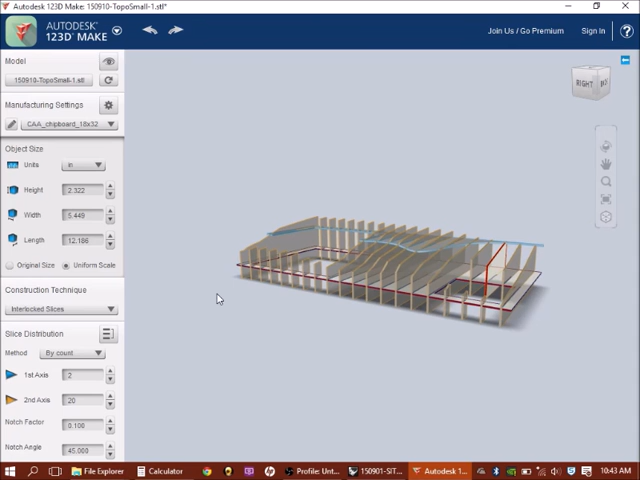 Autodesk 123D Make: 150910-TopoSmall-1.stl*
AUTODESK®
123D® MAKE
Join Us / Go Premium
Sign In
?
Model
150910-TopoSmall-1.stl
Manufacturing Settings
CAA_chipboard_18x32
Object Size
Units
in
Height
2.322
Width
5.449
Length
12.186
Original Size
Uniform Scale
Construction Technique
Interlocked Slices
Slice Distribution
Method
By count
1st Axis
2
2nd Axis
20
Notch Factor
0.100
Notch Angle
45.000
RIGHT
File Explorer
Calculator
Profile: Unt...
150901-SIT...
Autodesk 1...
10:43 AM